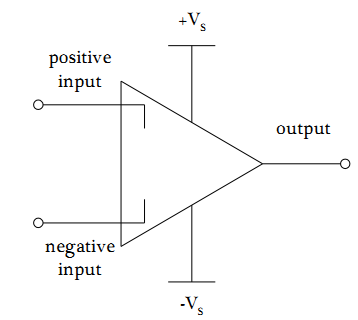 +Vs
positive
input
output
negative
input
-Vs